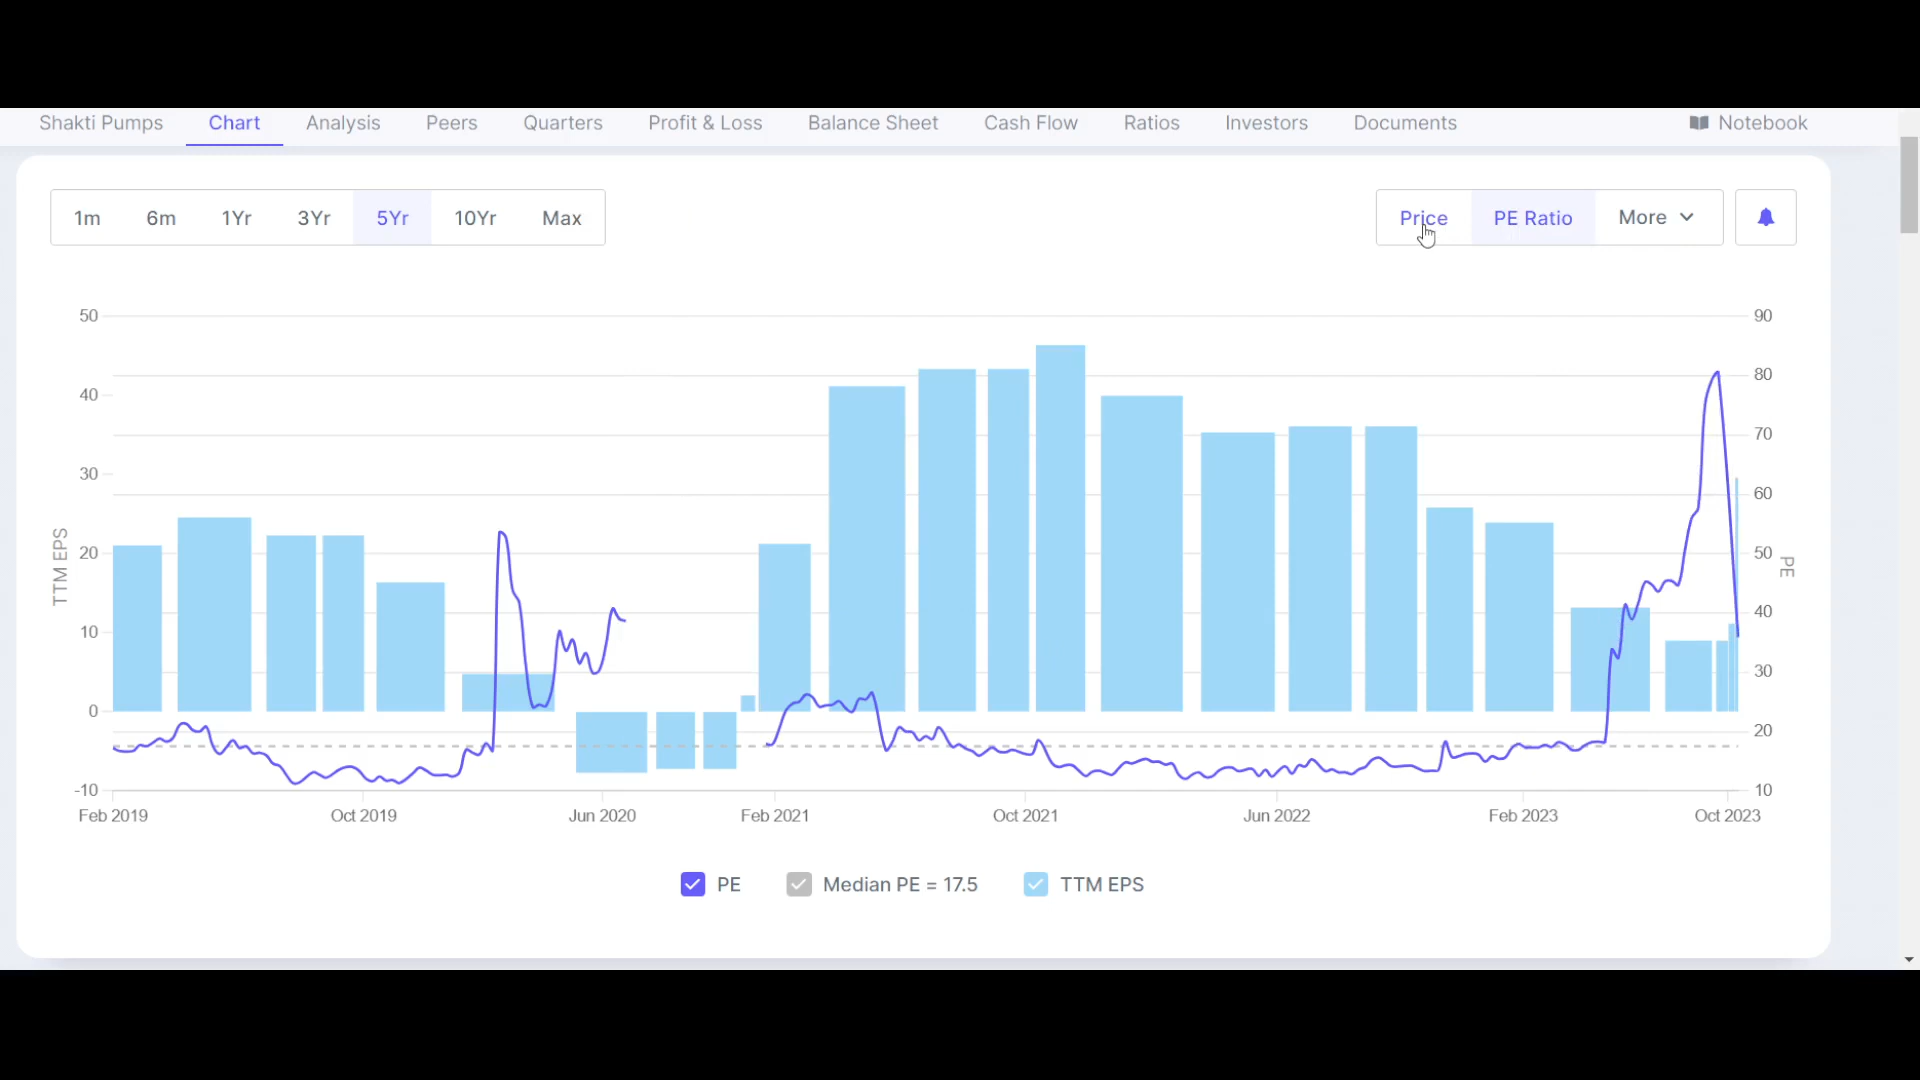 Shakti Pumps Chart Analysis Peers Quarters Profit & Loss Balance Sheet Cash Flow Ratios Investors Documents Notebook
1m 6m 1Yr 3Yr 5Yr 10Yr Max Price PE Ratio More
50 90
80
40
70
30
60
TTM EPS
20 50
PE
10 40
30
0
20
-10 10
Feb 2019 Oct 2019 Jun 2020 Feb 2021 Oct 2021 Jun 2022 Feb 2023 Oct 2023
PE Median PE = 17.5 TTM EPS